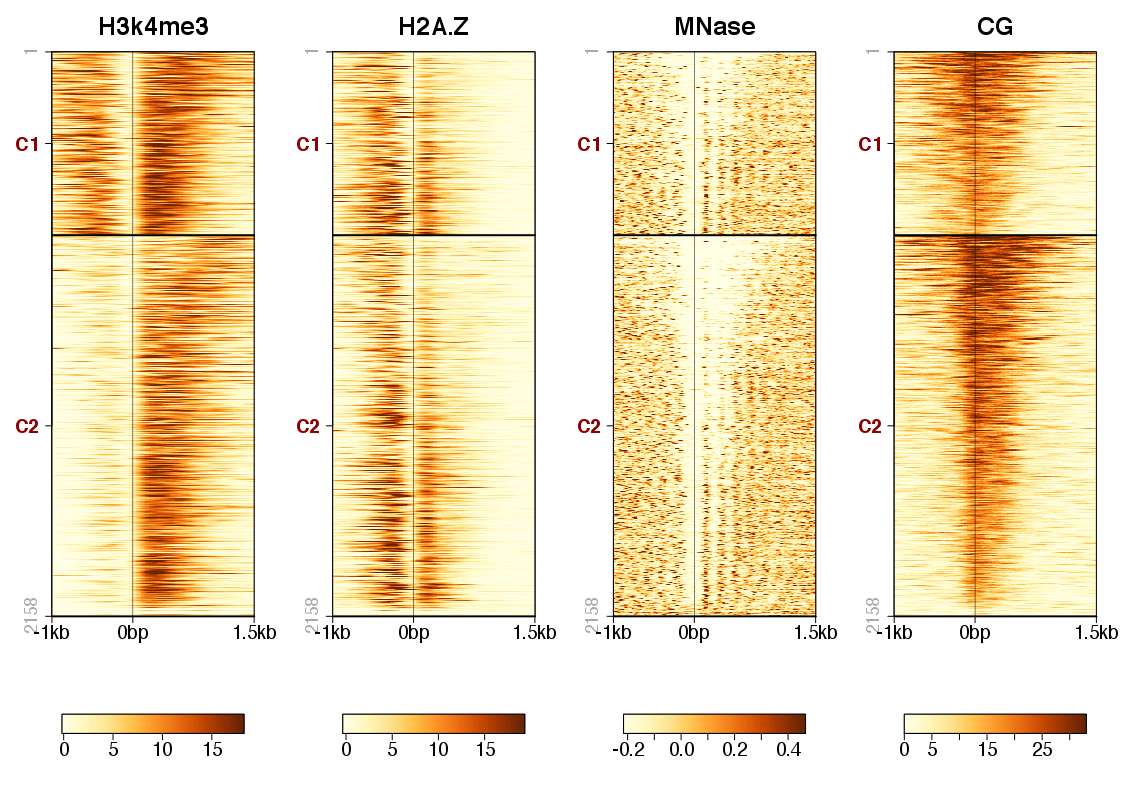 H3k4me3 H2A.Z MNase CG
1 1 1 1
C1 C1 C1 C1
C2 C2 C2 C2
2158 2158 2158 2158
-1kb 0bp 1.5kb -1kb 0bp 1.5kb -1kb 0bp 1.5kb -1kb 0bp 1.5kb
0 5 10 15 0 5 10 15 -0.2 0.0 0.2 0.4 0 5 15 25